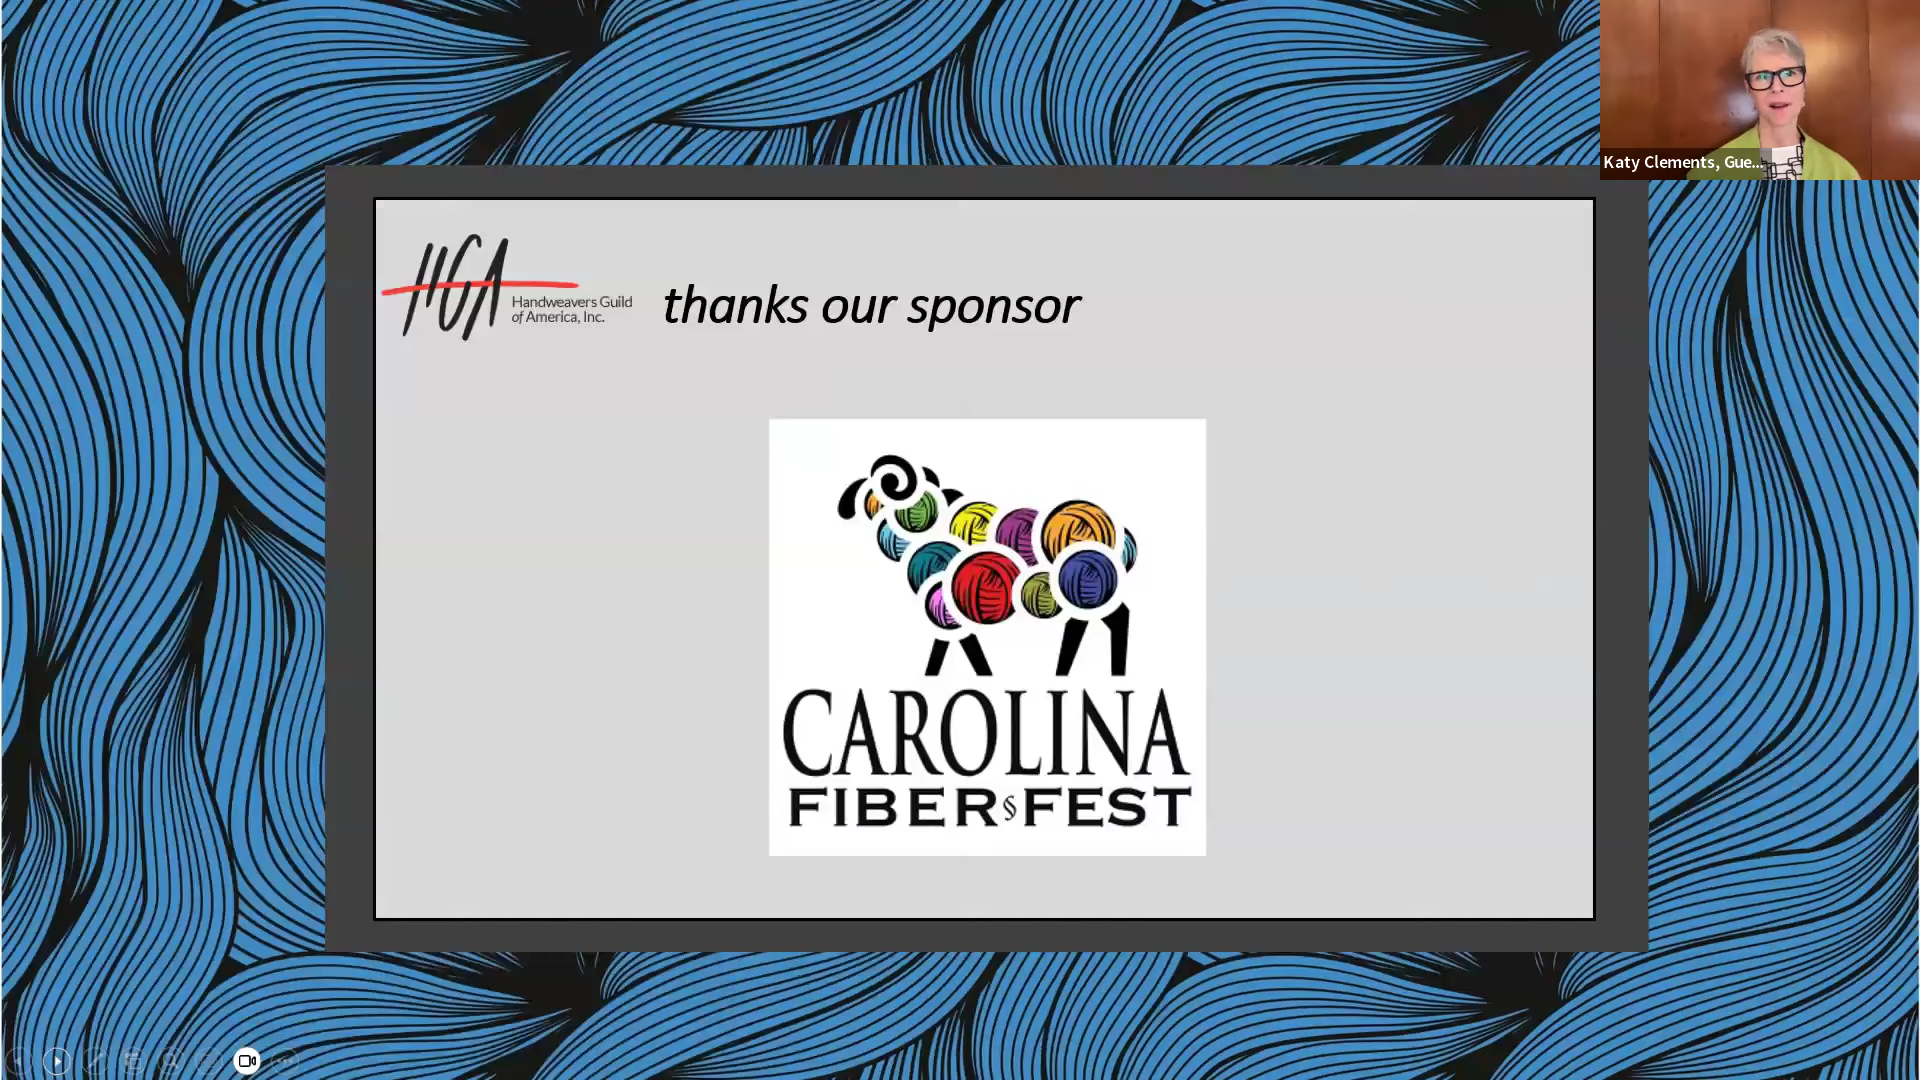 Katy Clements, Gue...
HGA
Handweavers Guild
of America, Inc.
thanks our sponsor
CAROLINA
FIBER§FEST